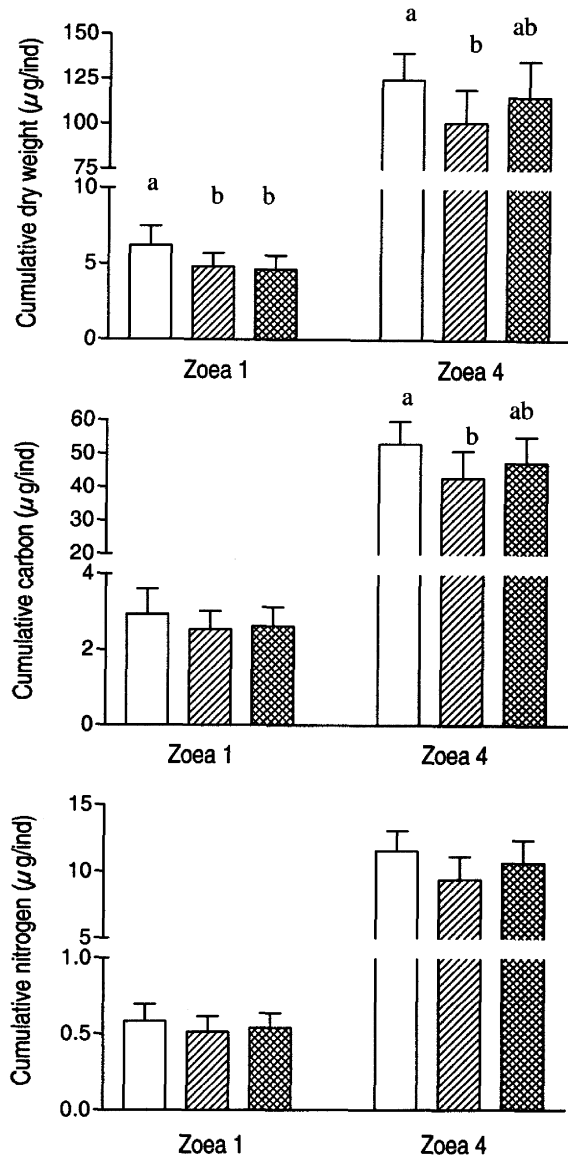 a
b
ab
Cumulative dry weight (μg/ind)
150
125
100
75
10
5
0
a
b
b
Zoea 1
Zoea 4
a
b
ab
Cumulative carbon (μg/ind)
60
50
40
30
20
4
2
0
Zoea 1
Zoea 4
Cumulative nitrogen (μg/ind)
15
10
5
1.0
0.5
0.0
Zoea 1
Zoea 4